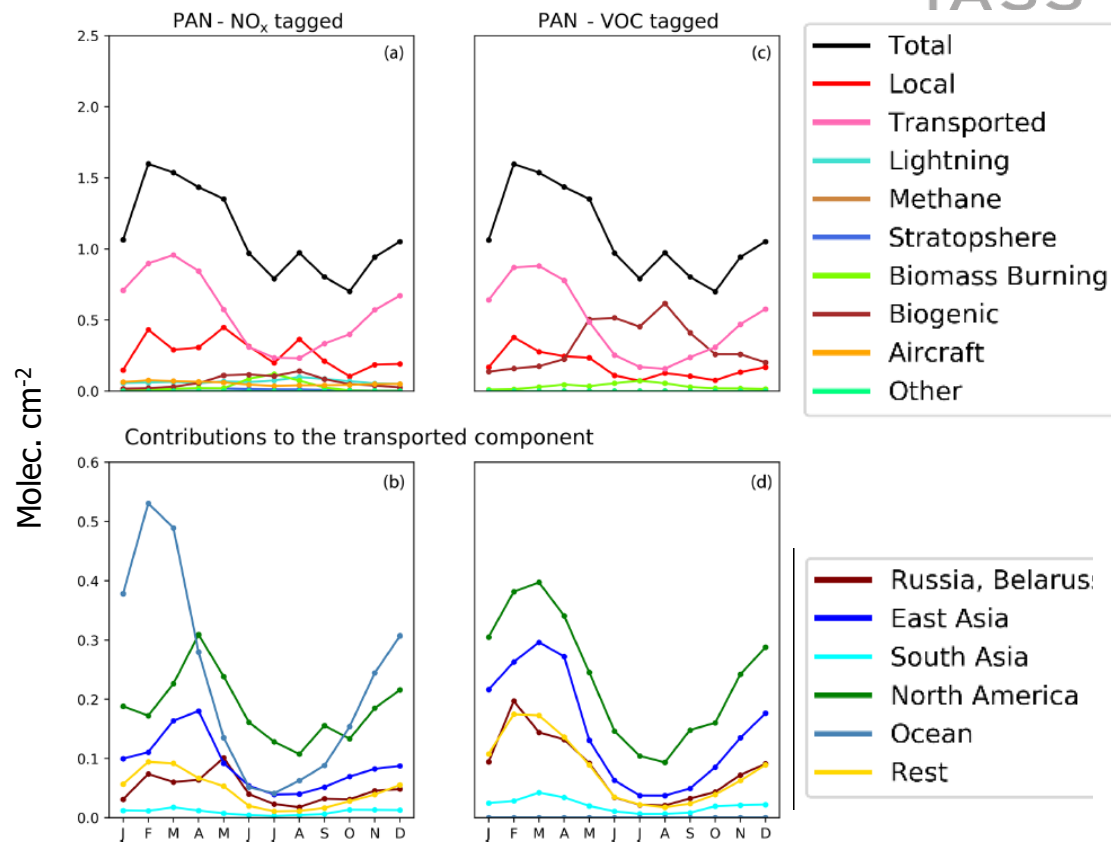 PAN - NOx tagged
PAN - VOC tagged
2.5
2.0
1.5
1.0
0.5
0.0
(a)
(c)
Total
Local
Transported
Lightning
Methane
Stratopshere
Biomass Burning
Biogenic
Aircraft
Other
Molec. cm-2
Contributions to the transported component
0.6
0.5
0.4
0.3
0.2
0.1
0.0
(b)
(d)
J F M A M J J A S O N D
J F M A M J J A S O N D
Russia, Belarus
East Asia
South Asia
North America
Ocean
Rest